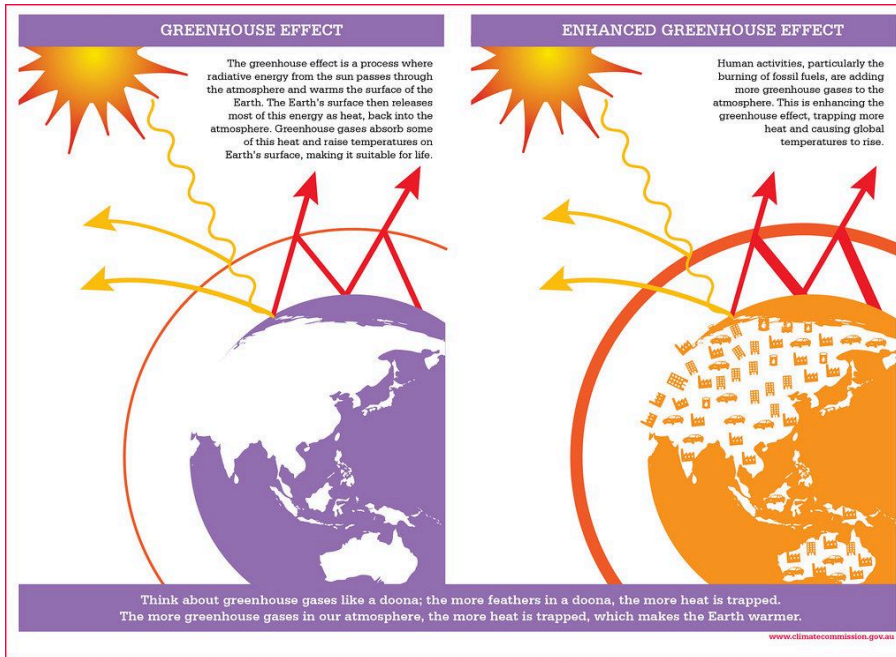 GREENHOUSE EFFECT
The greenhouse effect is a process where
radiative energy from the sun passes through
the atmosphere and warms the surface of the
Earth. The Earth's surface then releases
most of this energy as heat, back into the
atmosphere. Greenhouse gases absorb some
of this heat and raise temperatures on
Earth's surface, making it suitable for life.
ENHANCED GREENHOUSE EFFECT
Human activities, particularly the
burning of fossil fuels, are adding
more greenhouse gases to the
atmosphere. This is enhancing the
greenhouse effect, trapping more
heat and causing global
temperatures to rise.
Think about greenhouse gases like a doona; the more feathers in a doona, the more heat is trapped.
The more greenhouse gases in our atmosphere, the more heat is trapped, which makes the Earth warmer.
www.climatecommission.gov.au